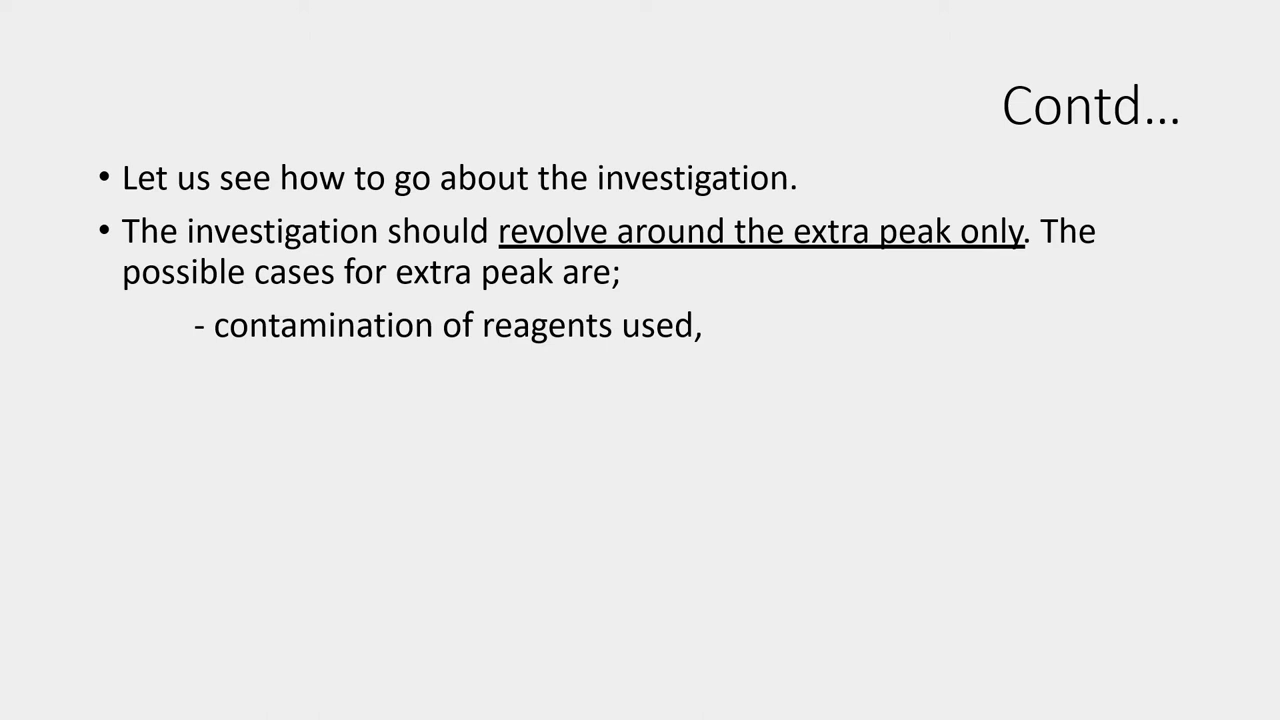 Contd...
• Let us see how to go about the investigation.
• The investigation should revolve around the extra peak only. The
possible cases for extra peak are;
- contamination of reagents used,